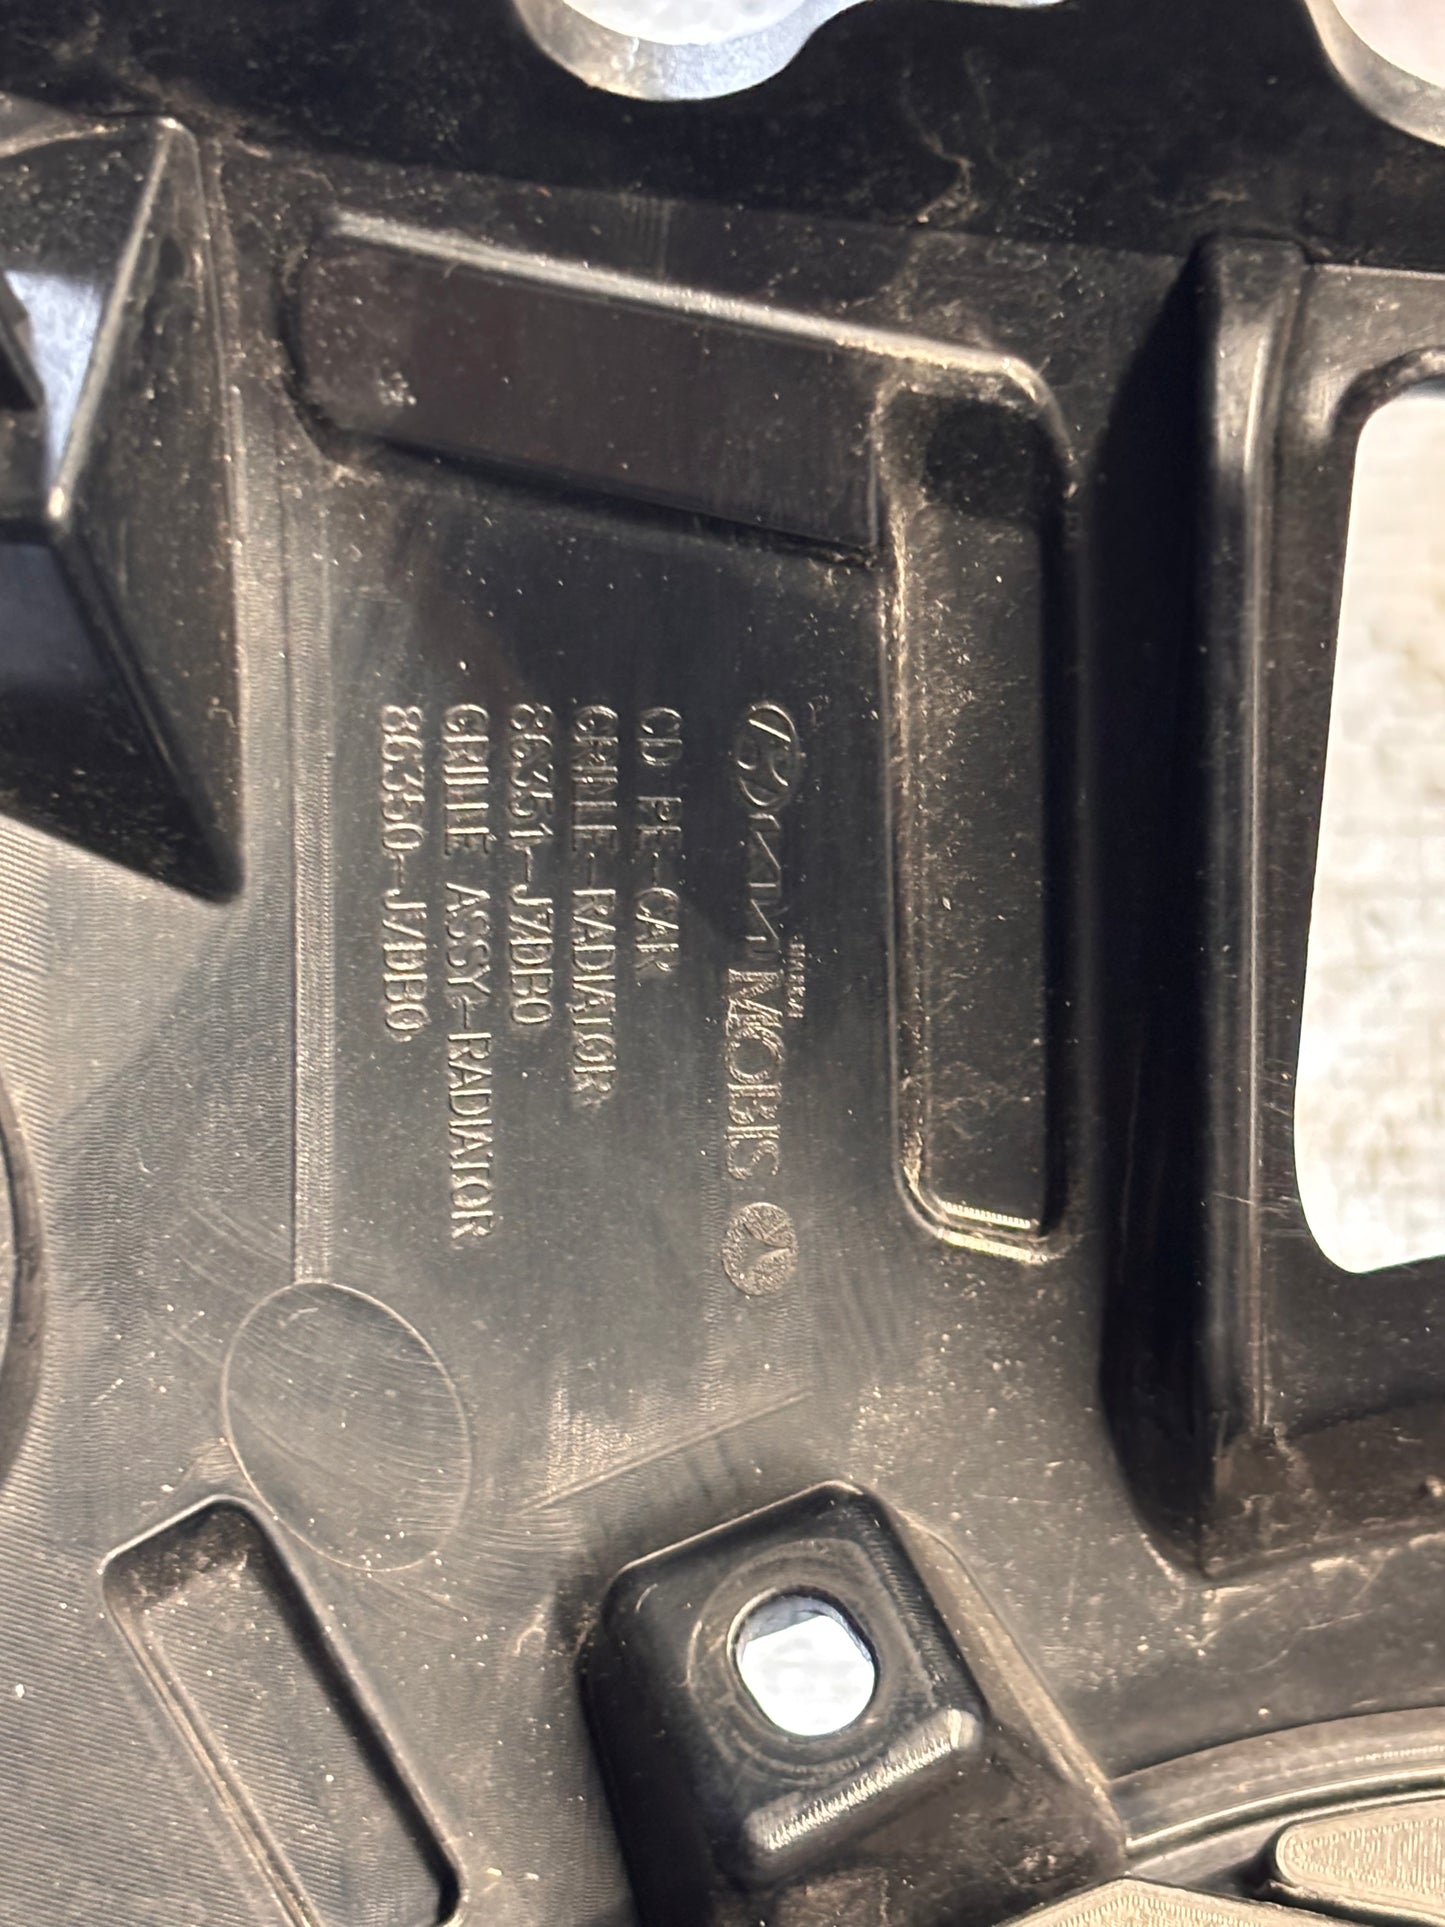 MOBIS
CD PE-CAR
GRILLE-RADIATOR
86351-J7DB0
GRILLE ASSY-RADIATOR
86350-J7DB0